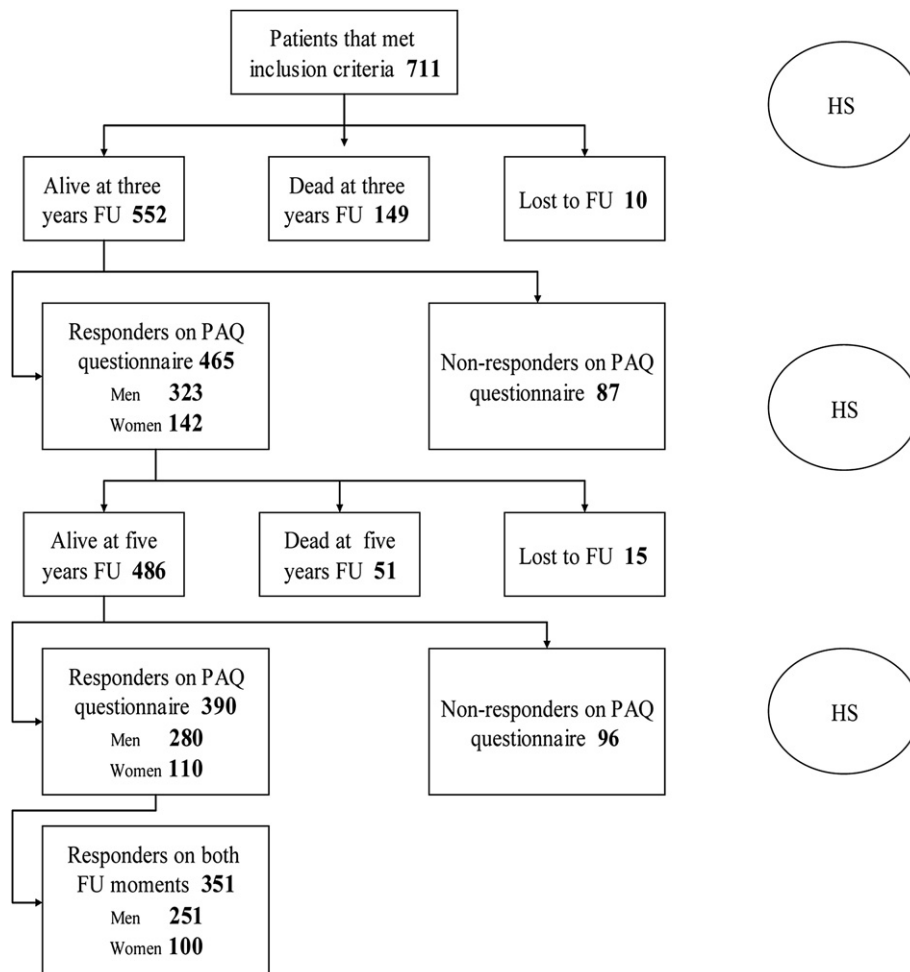 Patients that met
inclusion criteria 711
HS
Alive at three
years FU 552
Dead at three
years FU 149
Lost to FU 10
Responders on PAQ
questionnaire 465
Men 323
Women 142
Non-responders on PAQ
questionnaire 87
HS
Alive at five
years FU 486
Dead at five
years FU 51
Lost to FU 15
Responders on PAQ
questionnaire 390
Men 280
Women 110
Non-responders on PAQ
questionnaire 96
HS
Responders on both
FU moments 351
Men 251
Women 100